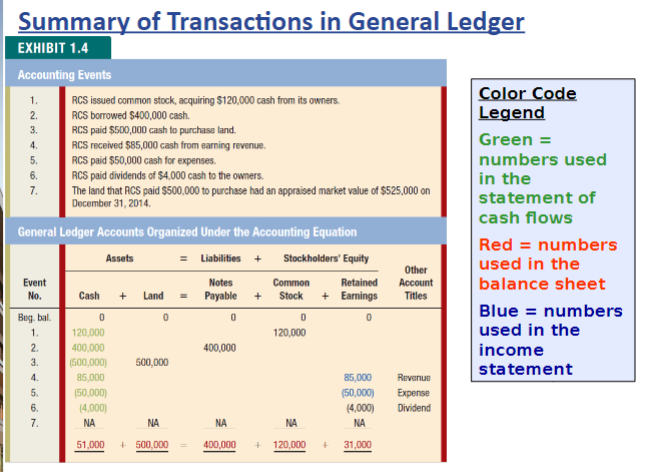 Summary of Transactions in General Ledger
EXHIBIT 1.4
Accounting Events
1. RCS issued common stock, acquiring $120,000 cash from its owners.
2. RCS borrowed $400,000 cash.
3. RCS paid $500,000 cash to purchase land.
4. RCS received $85,000 cash from earning revenue.
5. RCS paid $50,000 cash for expenses.
6. RCS paid dividends of $4,000 cash to the owners.
7. The land that RCS paid $500,000 to purchase had an appraised market value of $525,000 on
December 31, 2014.
General Ledger Accounts Organized Under the Accounting Equation
Assets = Liabilities + Stockholders' Equity
Other
Event Notes Common Retained Account
No. Cash + Land = Payable + Stock + Earnings Titles
Beg. bal. 0 0 0 0 0
1. 120,000 120,000
2. 400,000 400,000
3. (500,000) 500,000
4. 85,000 85,000 Revenue
5. (50,000) (50,000) Expense
6. (4,000) (4,000) Dividend
7. NA NA NA NA NA
51,000 + 500,000 = 400,000 + 120,000 + 31,000
Color Code
Legend
Green =
numbers used
in the
statement of
cash flows
Red = numbers
used in the
balance sheet
Blue = numbers
used in the
income
statement